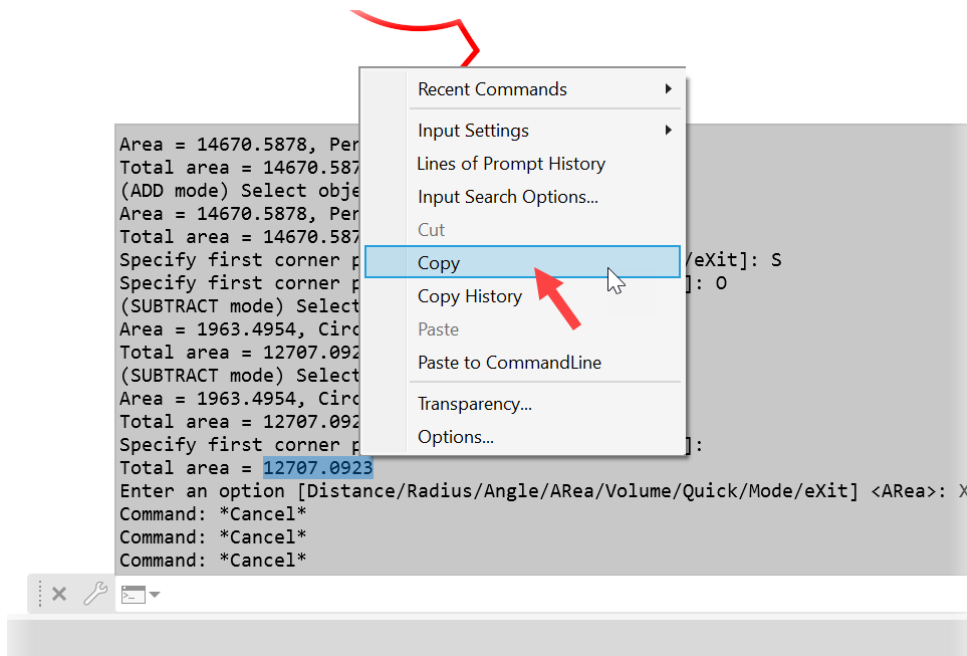 Recent Commands
Input Settings
Lines of Prompt History
Input Search Options...
Cut
Copy
Copy History
Paste
Paste to CommandLine
Transparency...
Options...
Area = 14670.5878, Per
Total area = 14670.587
(ADD mode) Select obje
Area = 14670.5878, Per
Total area = 14670.587
Specify first corner p /eXit]: S
Specify first corner p ]: O
(SUBTRACT mode) Select
Area = 1963.4954, Circ
Total area = 12707.092
(SUBTRACT mode) Select
Area = 1963.4954, Circ
Total area = 12707.092
Specify first corner p ]:
Total area = 12707.0923
Enter an option [Distance/Radius/Angle/ARea/Volume/Quick/Mode/eXit] <ARea>: X
Command: *Cancel*
Command: *Cancel*
Command: *Cancel*